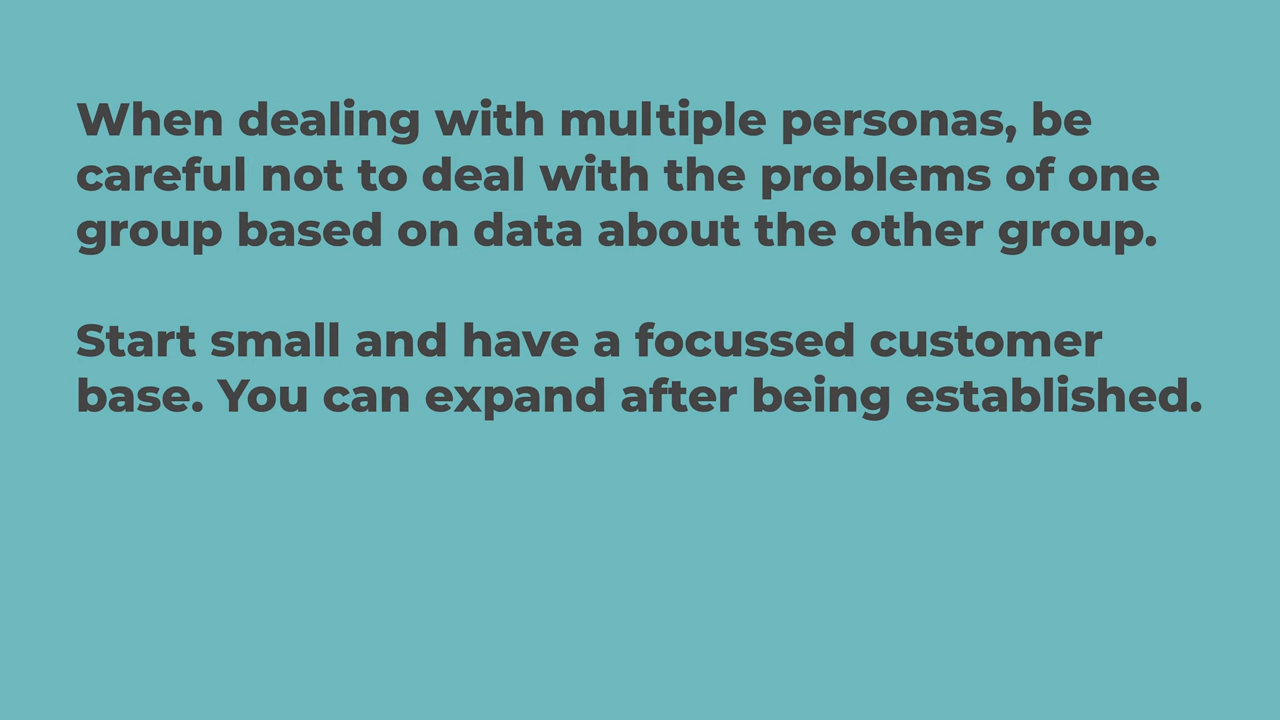 When dealing with multiple personas, be
careful not to deal with the problems of one
group based on data about the other group.
Start small and have a focussed customer
base. You can expand after being established.